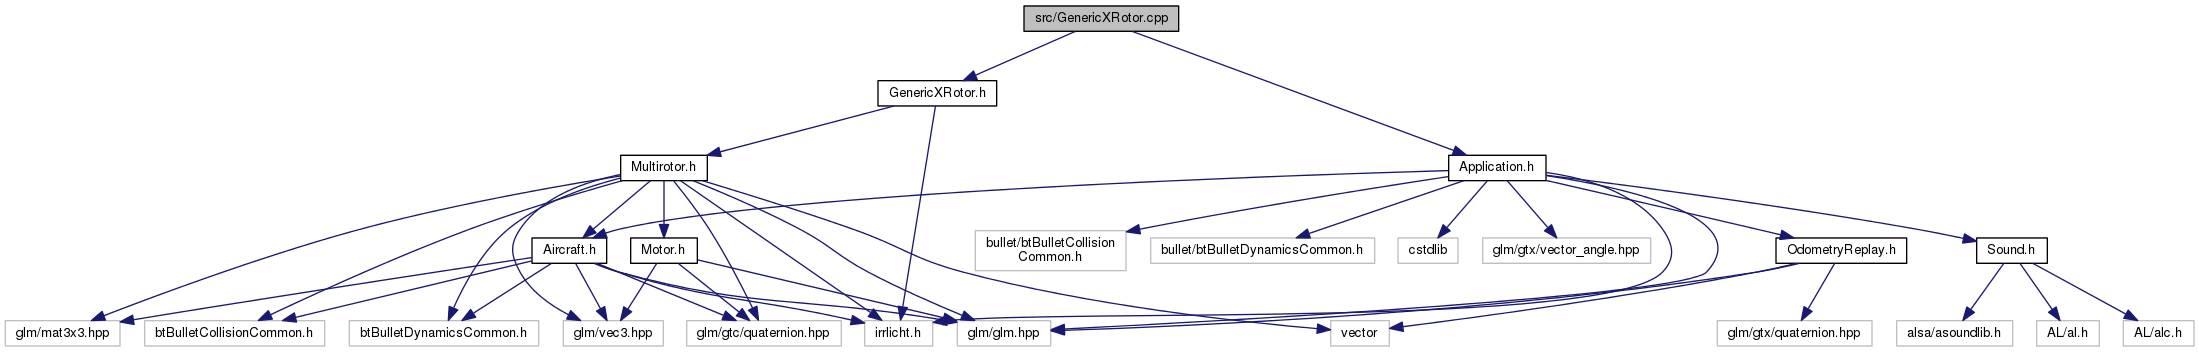 src/GenericXRotor.cpp
GenericXRotor.h
Multirotor.h
Application.h
Aircraft.h
Motor.h
bullet/btBulletCollision
Common.h
bullet/btBulletDynamicsCommon.h
cstdlib
glm/gtx/vector_angle.hpp
OdometryReplay.h
Sound.h
glm/mat3x3.hpp
btBulletCollisionCommon.h
btBulletDynamicsCommon.h
glm/vec3.hpp
glm/gtc/quaternion.hpp
irrlicht.h
glm/glm.hpp
vector
glm/gtx/quaternion.hpp
alsa/asoundlib.h
AL/al.h
AL/alc.h